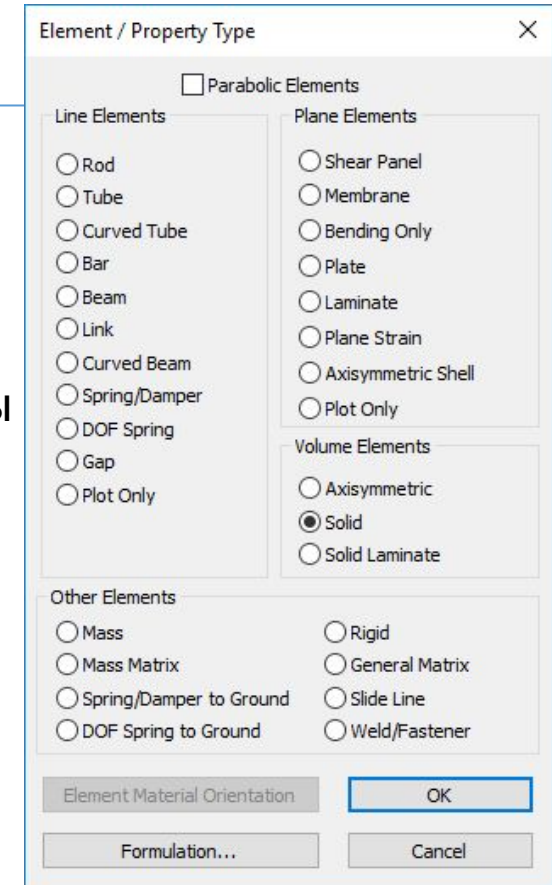 Element / Property Type
Parabolic Elements
Line Elements
Rod
Tube
Curved Tube
Bar
Beam
Link
Curved Beam
Spring/Damper
DOF Spring
Gap
Plot Only
Plane Elements
Shear Panel
Membrane
Bending Only
Plate
Laminate
Plane Strain
Axisymmetric Shell
Plot Only
Volume Elements
Axisymmetric
Solid
Solid Laminate
Other Elements
Mass
Mass Matrix
Spring/Damper to Ground
DOF Spring to Ground
Rigid
General Matrix
Slide Line
Weld/Fastener
Element Material Orientation
OK
Formulation...
Cancel
ы